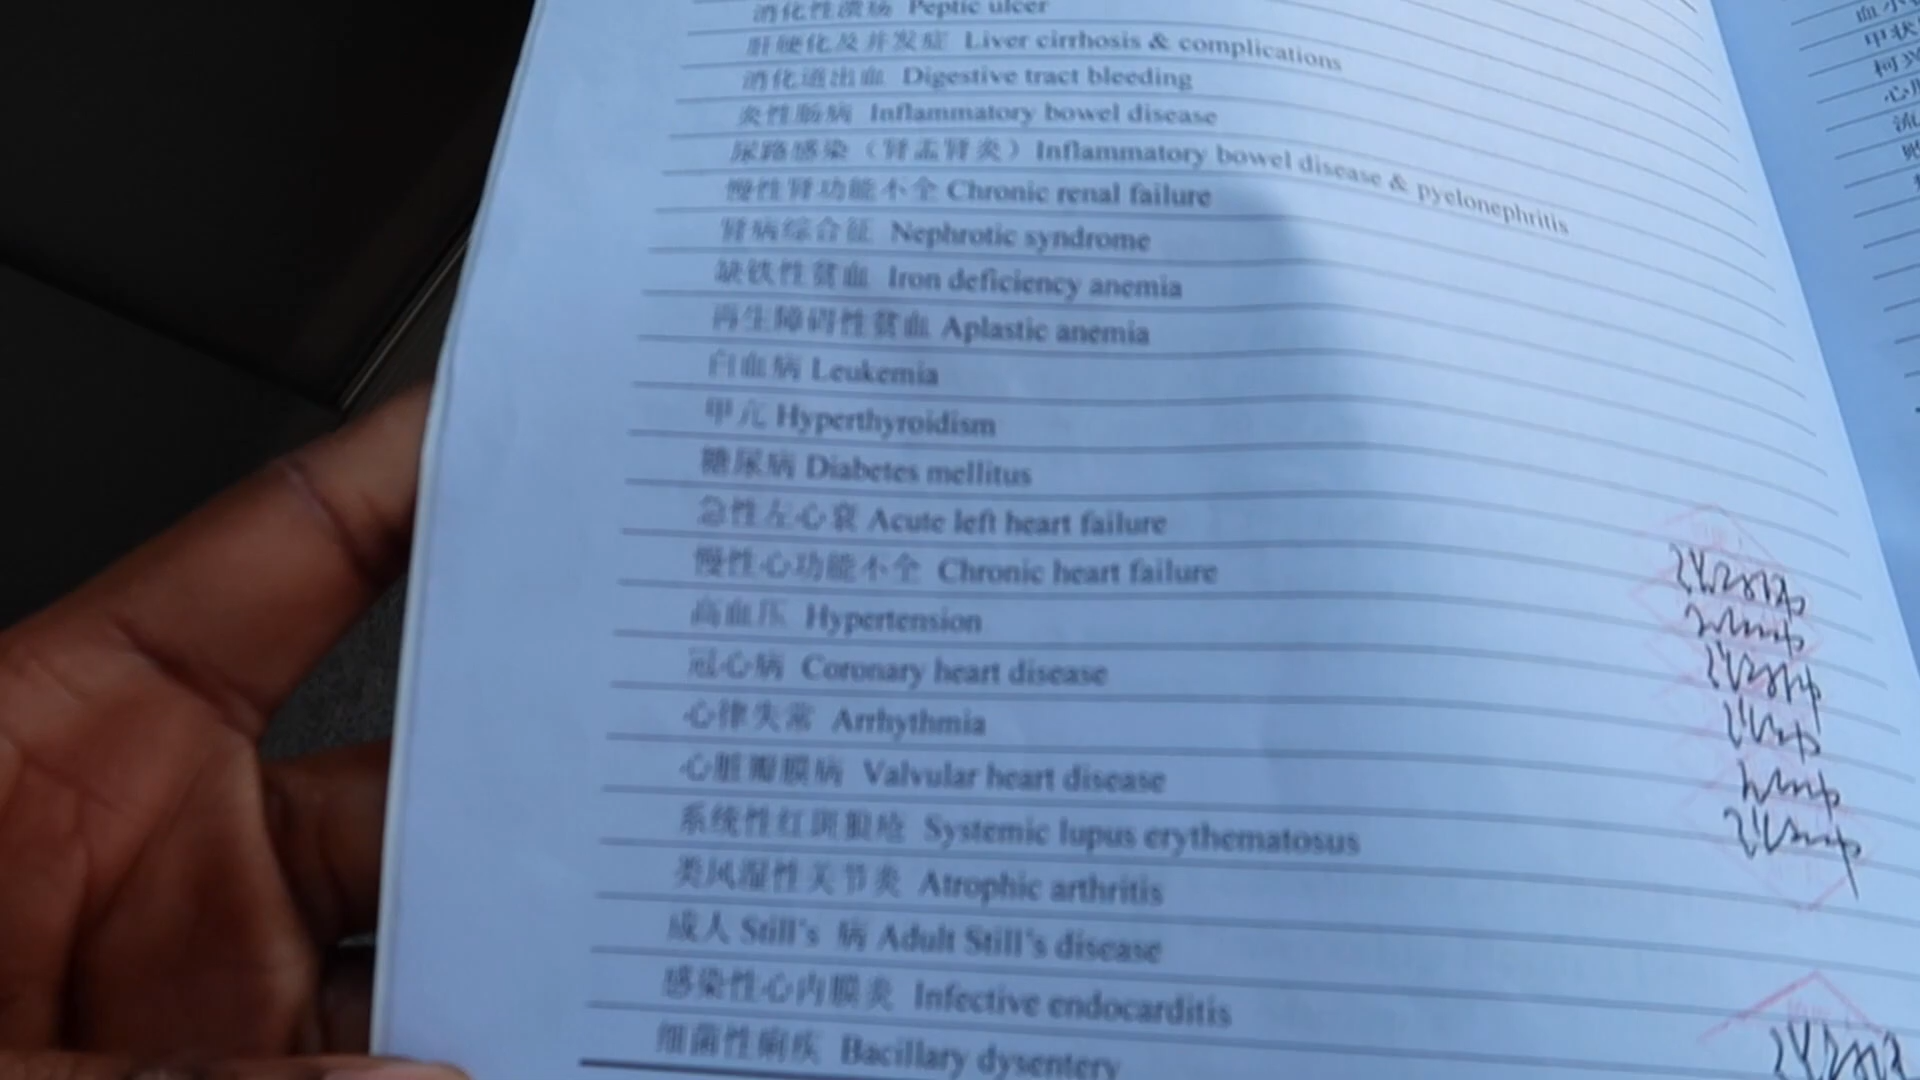 消化性溃疡 Peptic ulcer
肝硬化及并发症 Liver cirrhosis & complications
消化道出血 Digestive tract bleeding
炎性肠病 Inflammatory bowel disease
尿路感染（肾盂肾炎）Inflammatory bowel disease & pyelonephritis
慢性肾功能不全 Chronic renal failure
肾病综合征 Nephrotic syndrome
缺铁性贫血 Iron deficiency anemia
再生障碍性贫血 Aplastic anemia
白血病 Leukemia
甲亢 Hyperthyroidism
糖尿病 Diabetes mellitus
急性左心衰 Acute left heart failure
慢性心功能不全 Chronic heart failure
高血压 Hypertension
冠心病 Coronary heart disease
心律失常 Arrhythmia
心脏瓣膜病 Valvular heart disease
系统性红斑狼疮 Systemic lupus erythematosus
类风湿性关节炎 Atrophic arthritis
成人 Still's 病 Adult Still's disease
感染性心内膜炎 Infective endocarditis
细菌性痢疾 Bacillary dysentery
血小
甲状
心肌
流